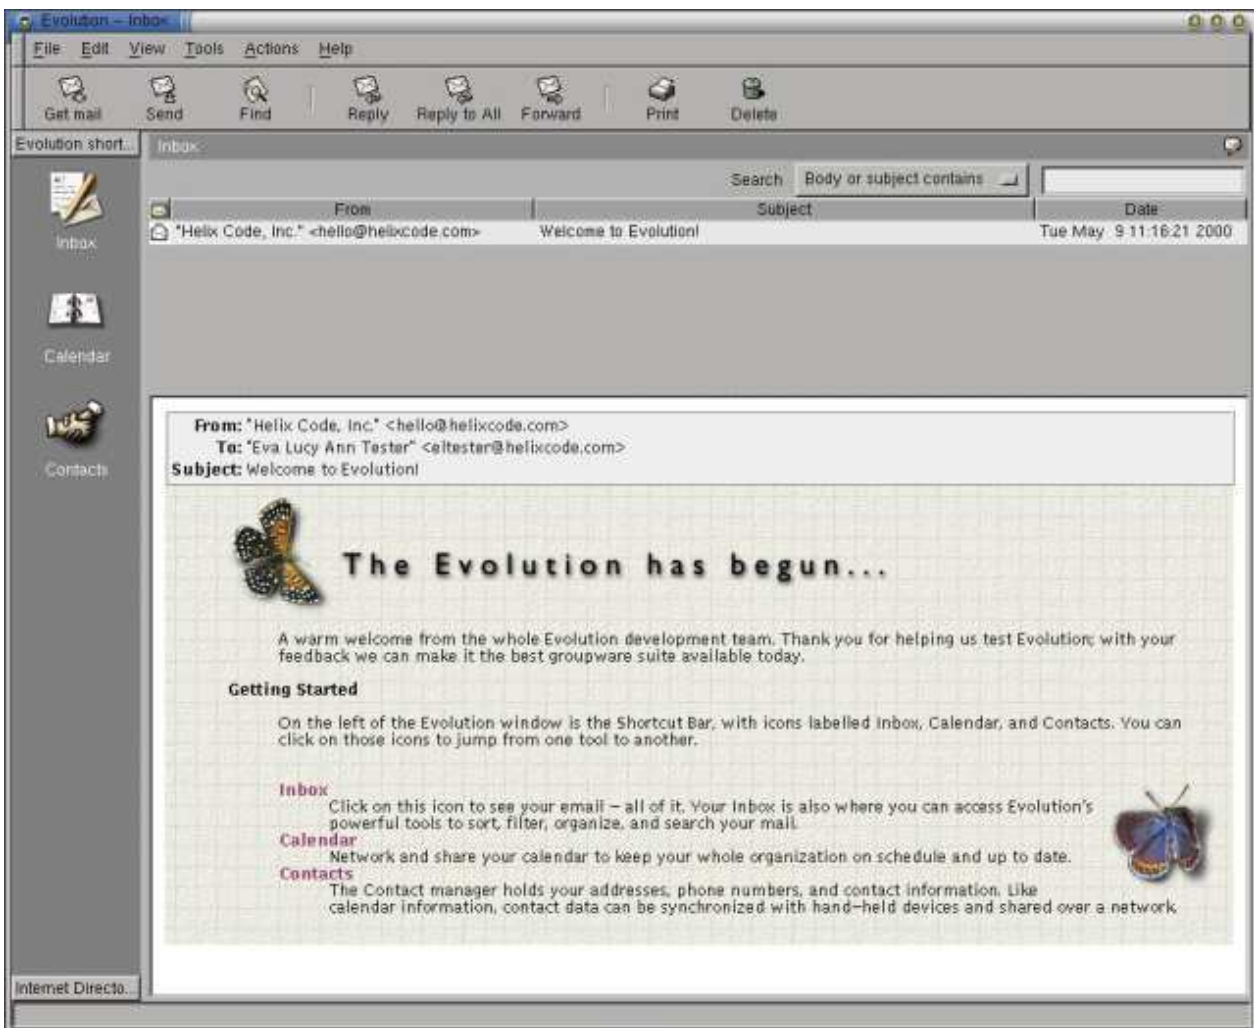 Evolution – Inbox
File Edit View Tools Actions Help
Get mail Send Find Reply Reply to All Forward Print Delete
Evolution short...
Inbox
Search Body or subject contains
From Subject Date
"Helix Code, Inc." <hello@helixcode.com> Welcome to Evolution! Tue May 9 11:16:21 2000
Inbox
Calendar
Contacts
From: "Helix Code, Inc." <hello@helixcode.com>
To: "Eva Lucy Ann Tester" <eltester@helixcode.com>
Subject: Welcome to Evolution!
The Evolution has begun...
A warm welcome from the whole Evolution development team. Thank you for helping us test Evolution; with your
feedback we can make it the best groupware suite available today.
Getting Started
On the left of the Evolution window is the Shortcut Bar, with icons labelled Inbox, Calendar, and Contacts. You can
click on those icons to jump from one tool to another.
Inbox
Click on this icon to see your email – all of it. Your Inbox is also where you can access Evolution's
powerful tools to sort, filter, organize, and search your mail.
Calendar
Network and share your calendar to keep your whole organization on schedule and up to date.
Contacts
The Contact manager holds your addresses, phone numbers, and contact information. Like
calendar information, contact data can be synchronized with hand–held devices and shared over a network.
Internet Directo...